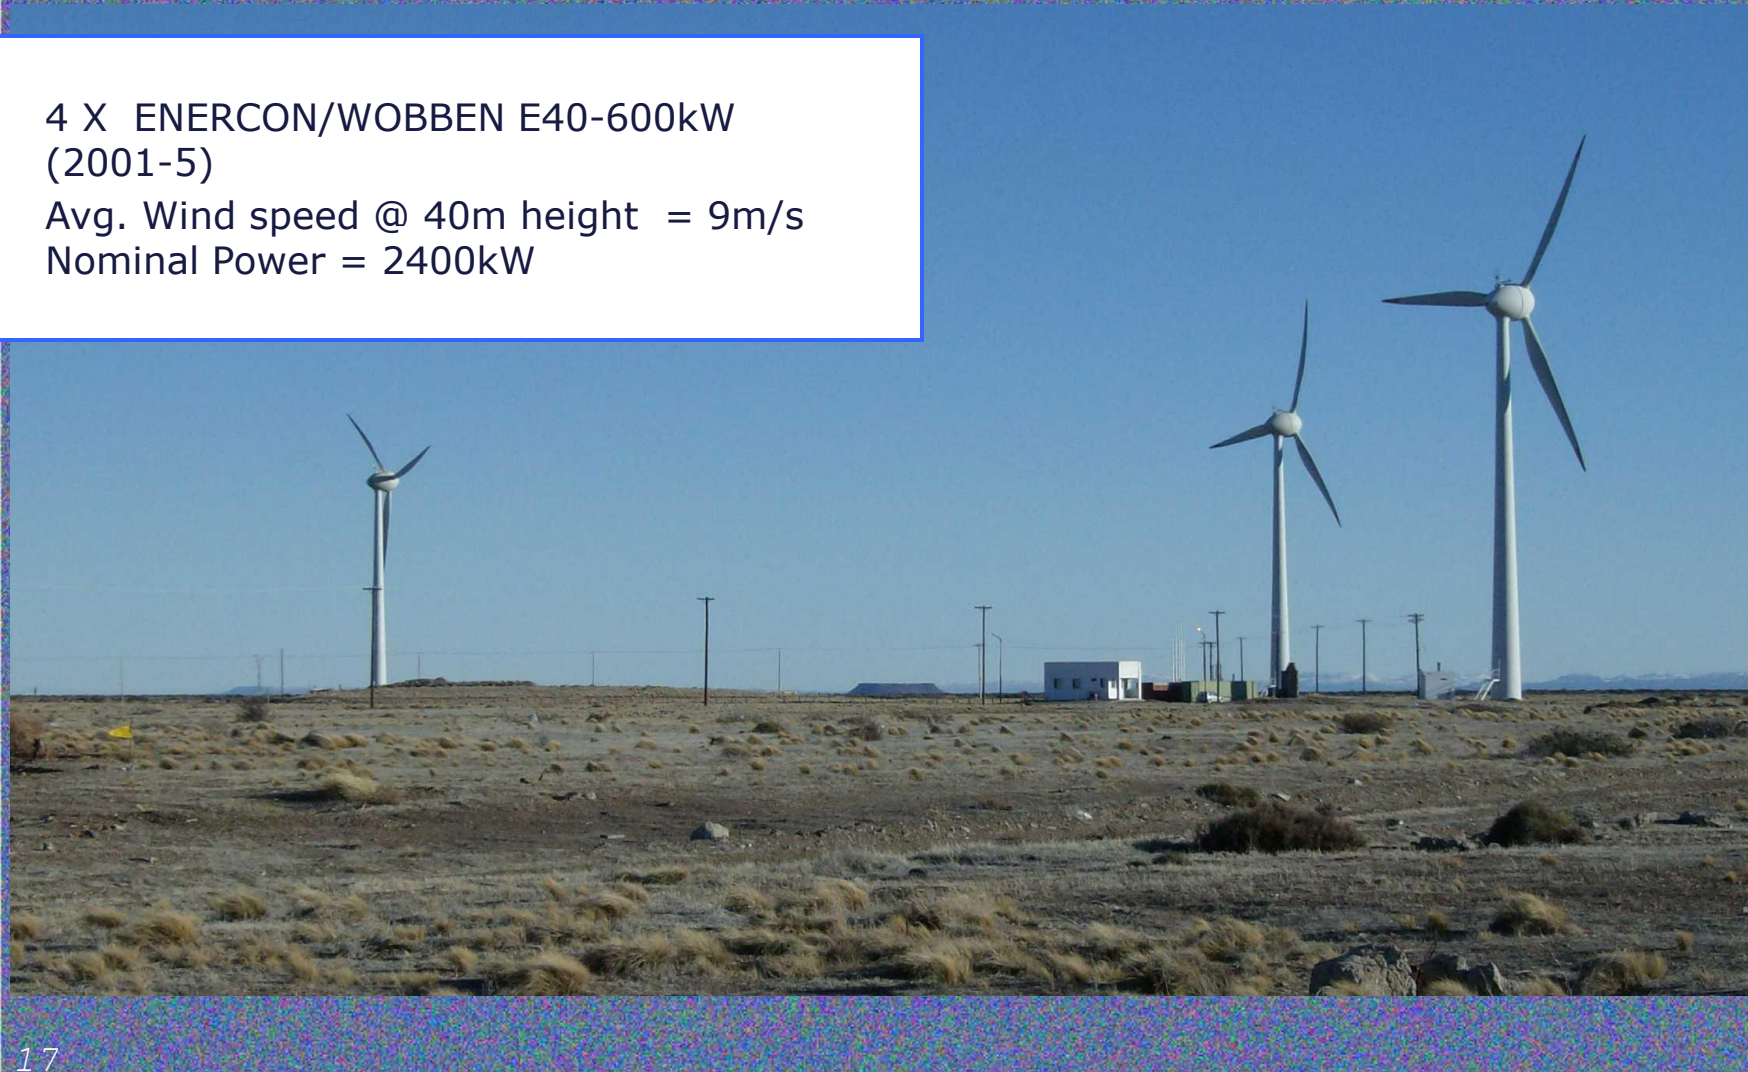 4 X  ENERCON/WOBBEN E40-600kW
(2001-5)
Avg. Wind speed @ 40m height  = 9m/s
Nominal Power = 2400kW
17